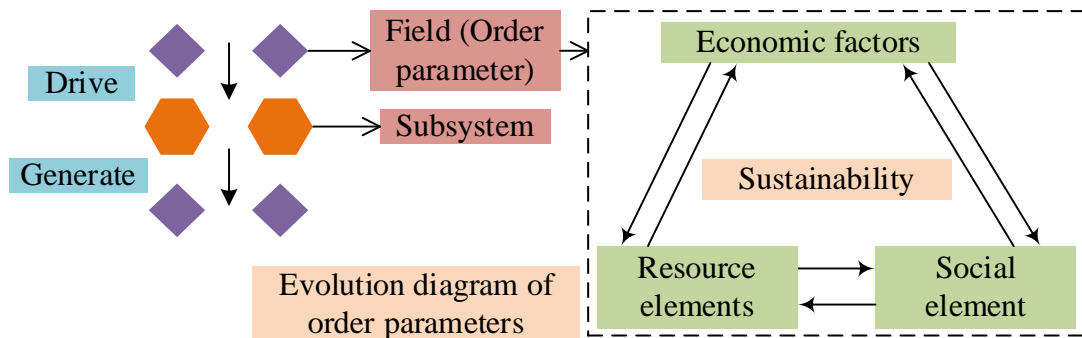 Drive
Generate
Field (Order
parameter)
Subsystem
Evolution diagram of
order parameters
Economic factors
Sustainability
Resource
elements
Social
element